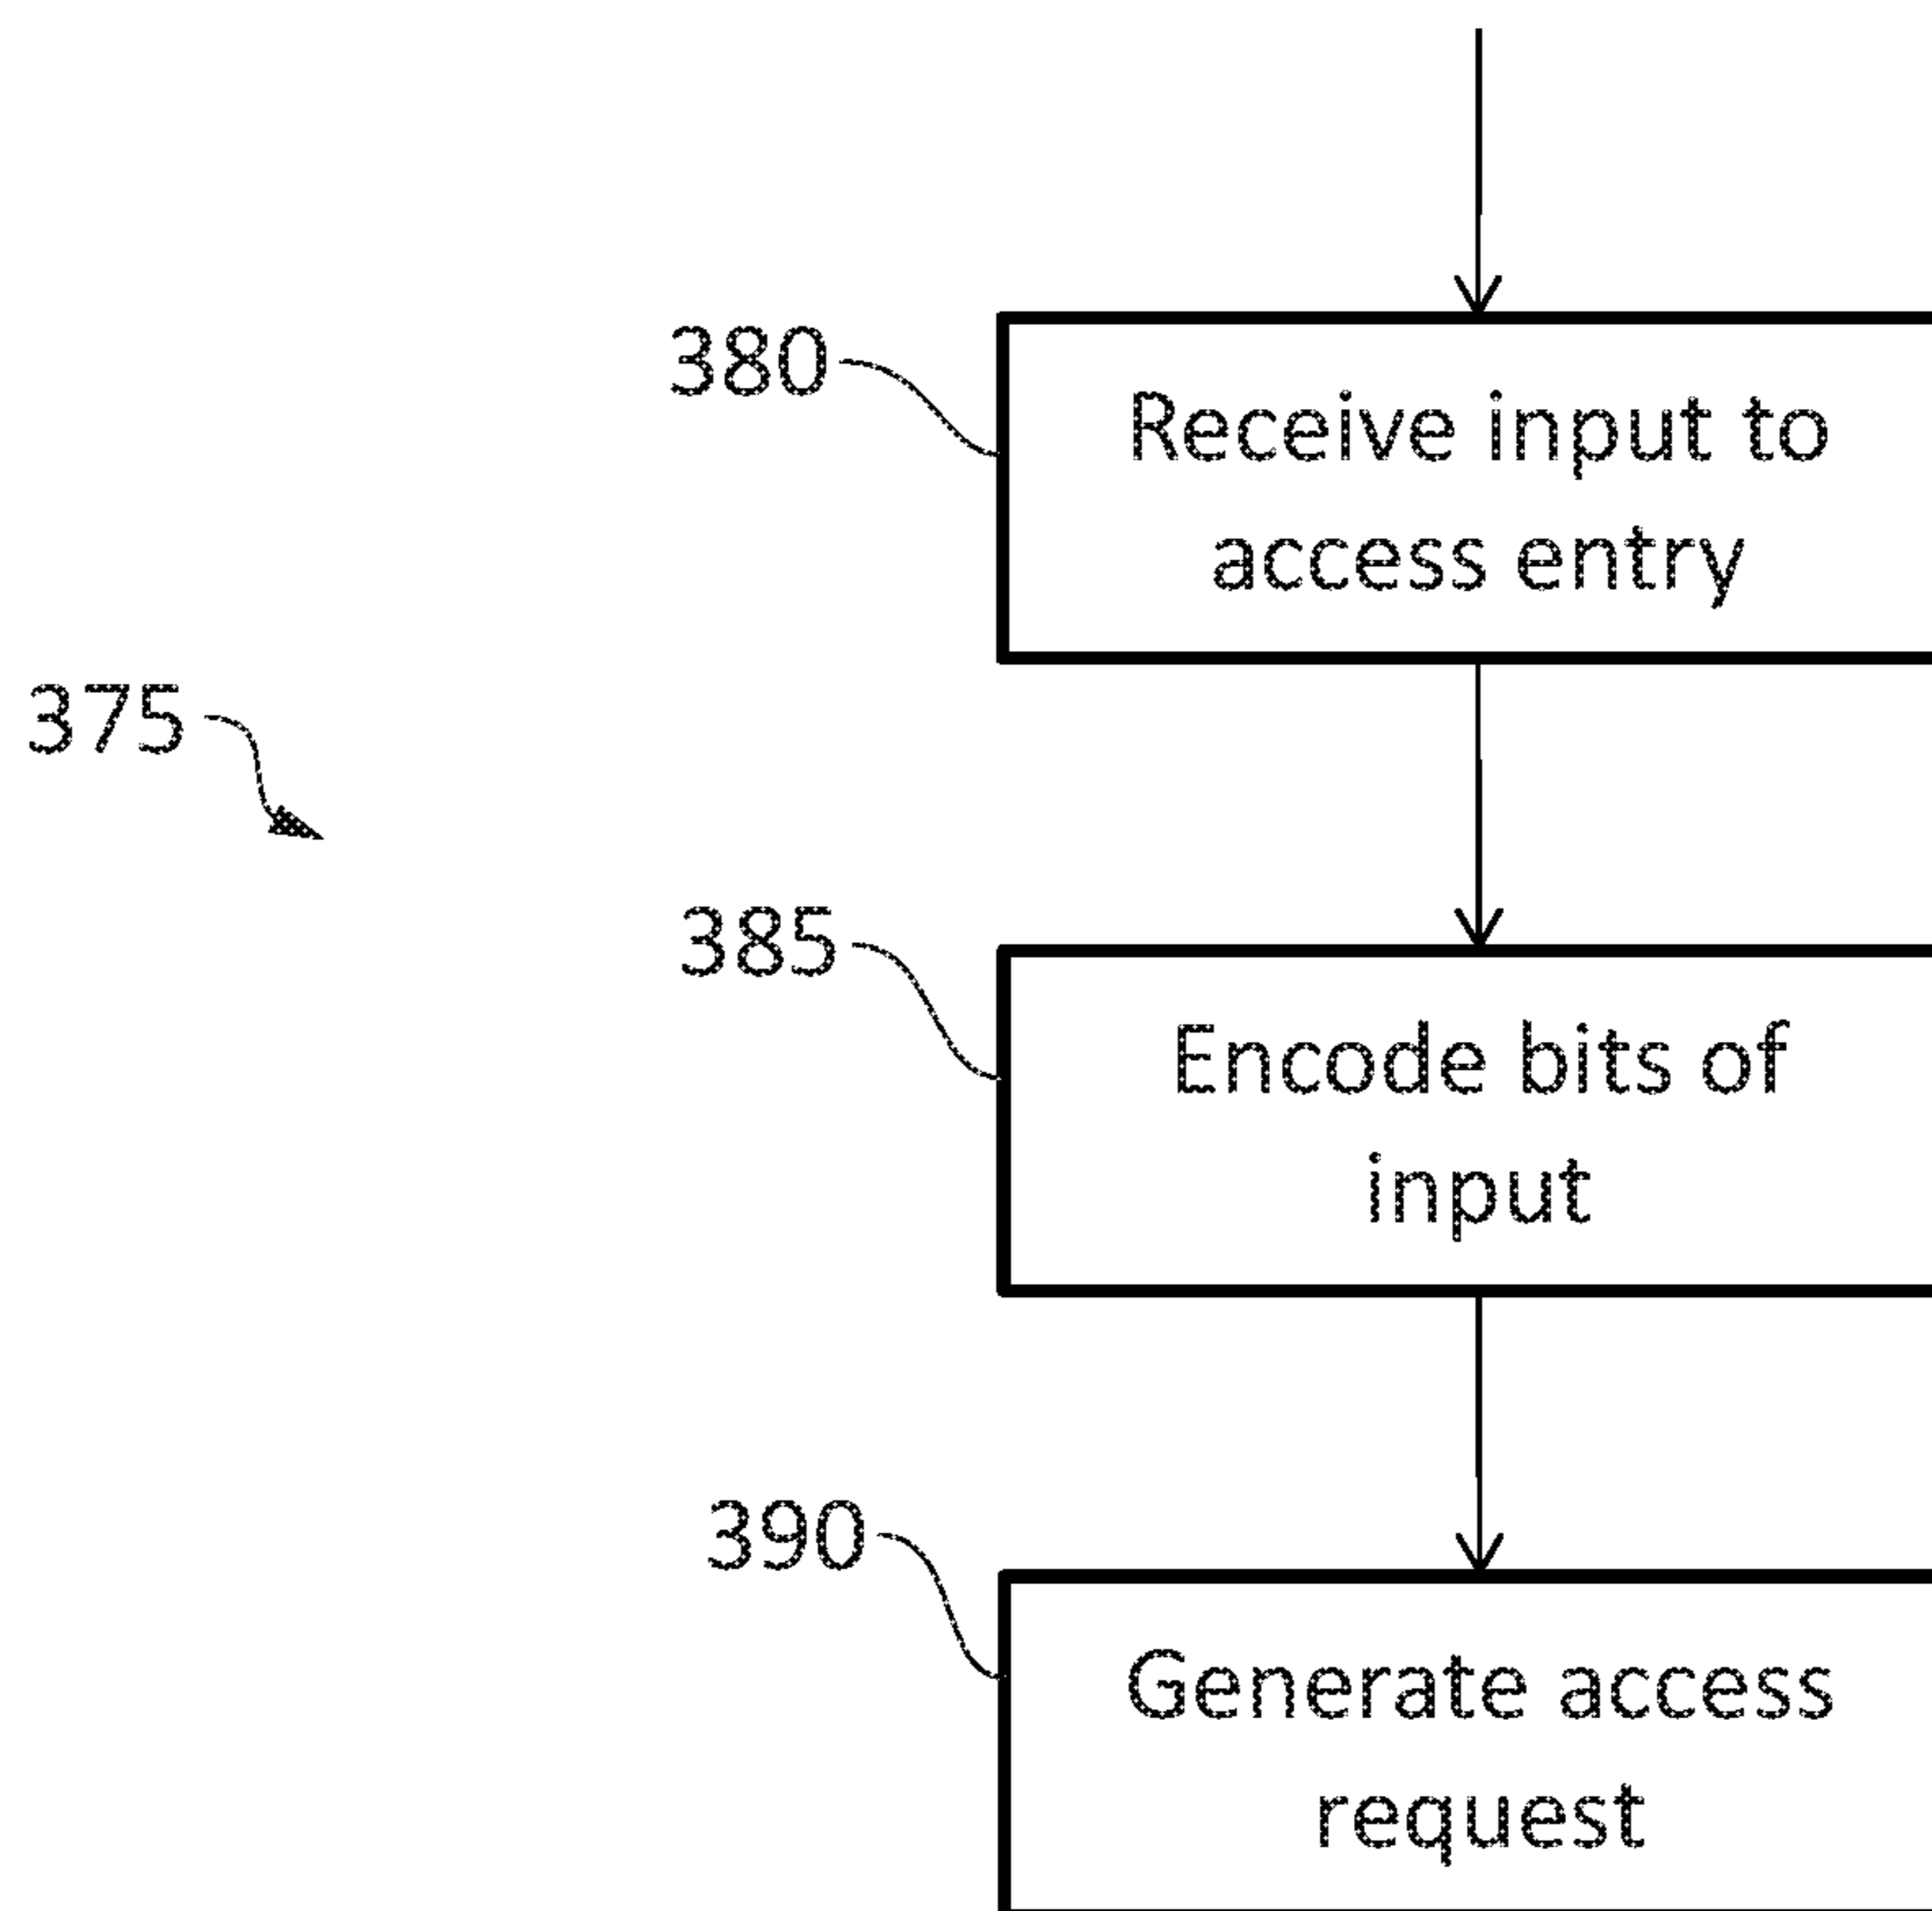 380
Receive input to
access entry
375
385
Encode bits of
input
390
Generate access
request